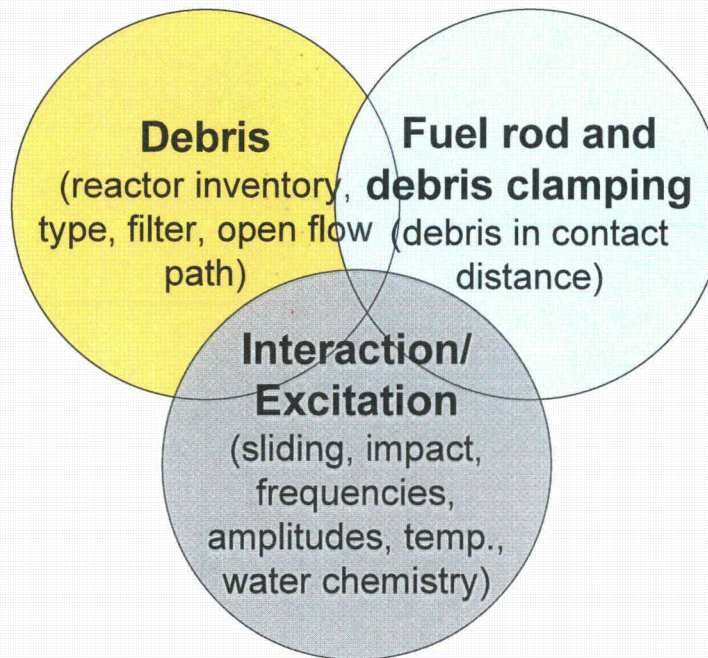 Debris
(reactor inventory,
type, filter, open flow
path)
Fuel rod and
debris clamping
(debris in contact
distance)
Interaction/
Excitation
(sliding, impact,
frequencies,
amplitudes, temp.,
water chemistry)